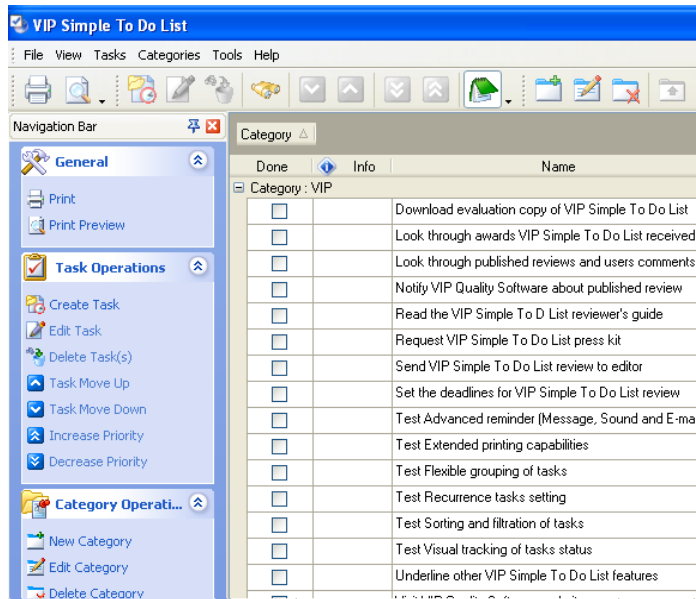 VIP Simple To Do List
File View Tasks Categories Tools Help
Navigation Bar
General
Print
Print Preview
Task Operations
Create Task
Edit Task
Delete Task(s)
Task Move Up
Task Move Down
Increase Priority
Decrease Priority
Category Operati...
New Category
Edit Category
Delete Category
Category
Done Info Name
Category : VIP
Download evaluation copy of VIP Simple To Do List
Look through awards VIP Simple To Do List received
Look through published reviews and users comments
Notify VIP Quality Software about published review
Read the VIP Simple To D List reviewer's guide
Request VIP Simple To Do List press kit
Send VIP Simple To Do List review to editor
Set the deadlines for VIP Simple To Do List review
Test Advanced reminder (Message, Sound and E-ma
Test Extended printing capabilities
Test Flexible grouping of tasks
Test Recurrence tasks setting
Test Sorting and filtration of tasks
Test Visual tracking of tasks status
Underline other VIP Simple To Do List features